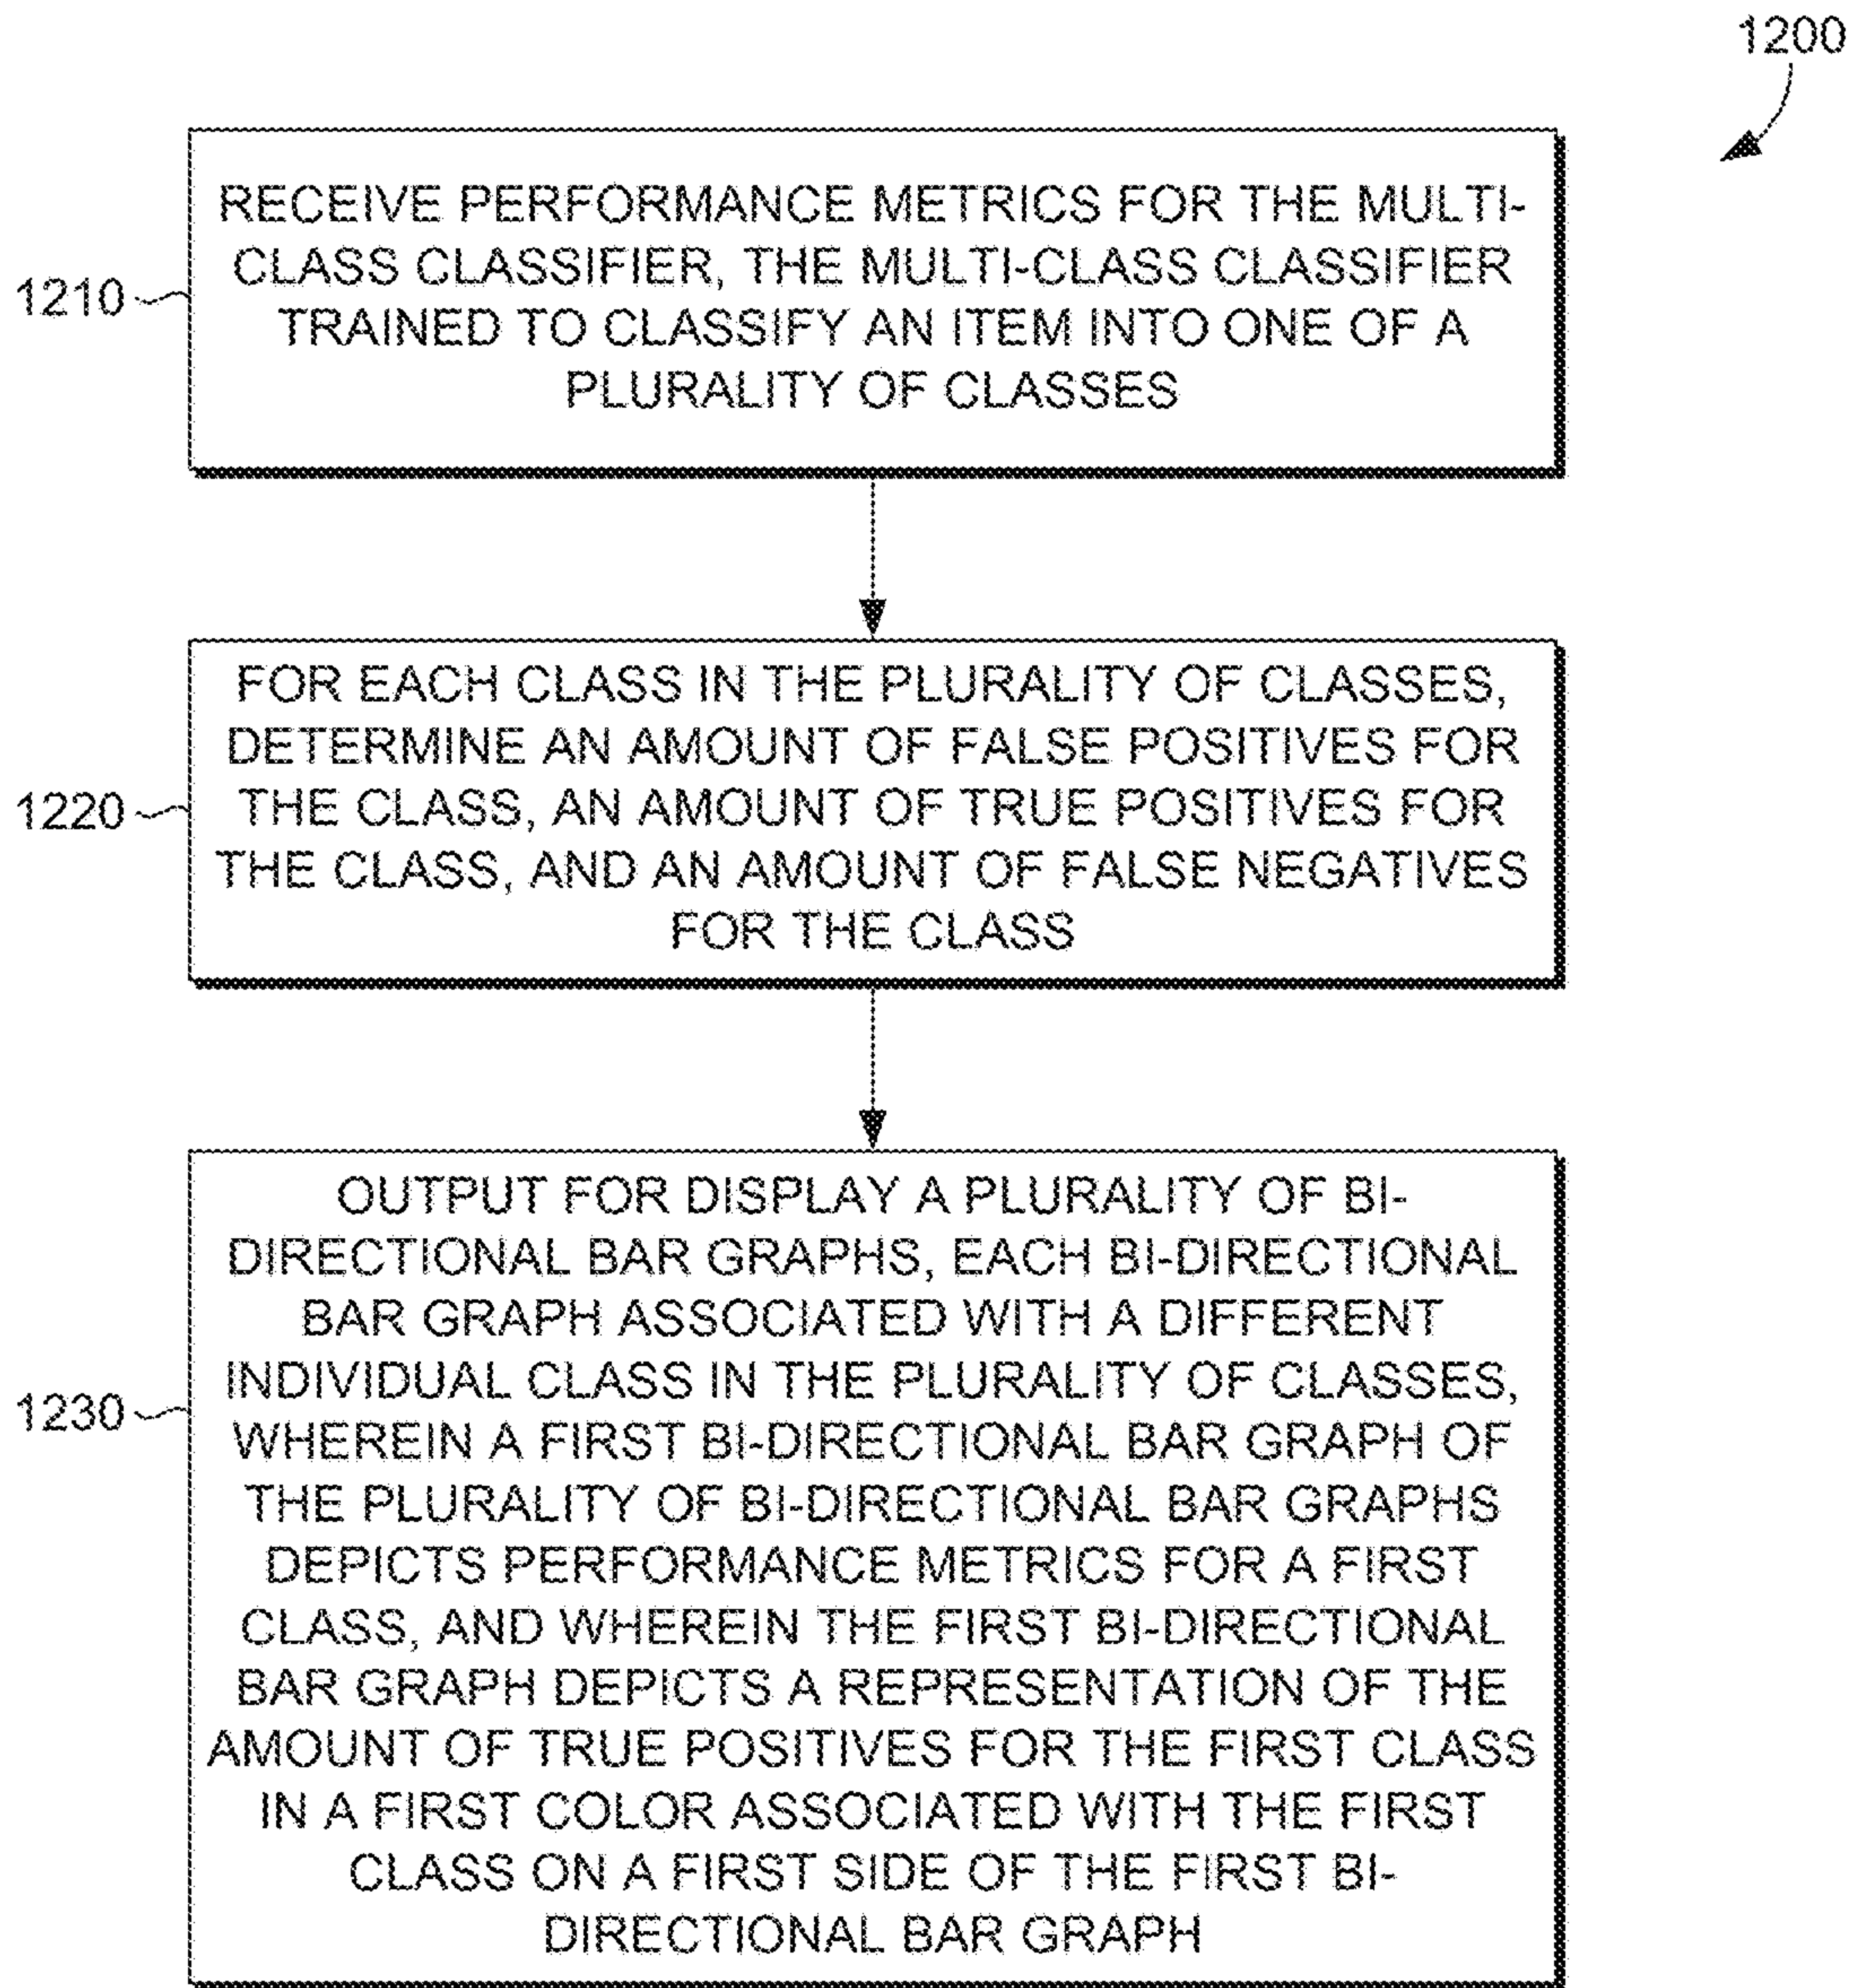 1200
1210
RECEIVE PERFORMANCE METRICS FOR THE MULTI-
CLASS CLASSIFIER, THE MULTI-CLASS CLASSIFIER
TRAINED TO CLASSIFY AN ITEM INTO ONE OF A
PLURALITY OF CLASSES
1220
FOR EACH CLASS IN THE PLURALITY OF CLASSES,
DETERMINE AN AMOUNT OF FALSE POSITIVES FOR
THE CLASS, AN AMOUNT OF TRUE POSITIVES FOR
THE CLASS, AND AN AMOUNT OF FALSE NEGATIVES
FOR THE CLASS
1230
OUTPUT FOR DISPLAY A PLURALITY OF BI-
DIRECTIONAL BAR GRAPHS, EACH BI-DIRECTIONAL
BAR GRAPH ASSOCIATED WITH A DIFFERENT
INDIVIDUAL CLASS IN THE PLURALITY OF CLASSES,
WHEREIN A FIRST BI-DIRECTIONAL BAR GRAPH OF
THE PLURALITY OF BI-DIRECTIONAL BAR GRAPHS
DEPICTS PERFORMANCE METRICS FOR A FIRST
CLASS, AND WHEREIN THE FIRST BI-DIRECTIONAL
BAR GRAPH DEPICTS A REPRESENTATION OF THE
AMOUNT OF TRUE POSITIVES FOR THE FIRST CLASS
IN A FIRST COLOR ASSOCIATED WITH THE FIRST
CLASS ON A FIRST SIDE OF THE FIRST BI-
DIRECTIONAL BAR GRAPH